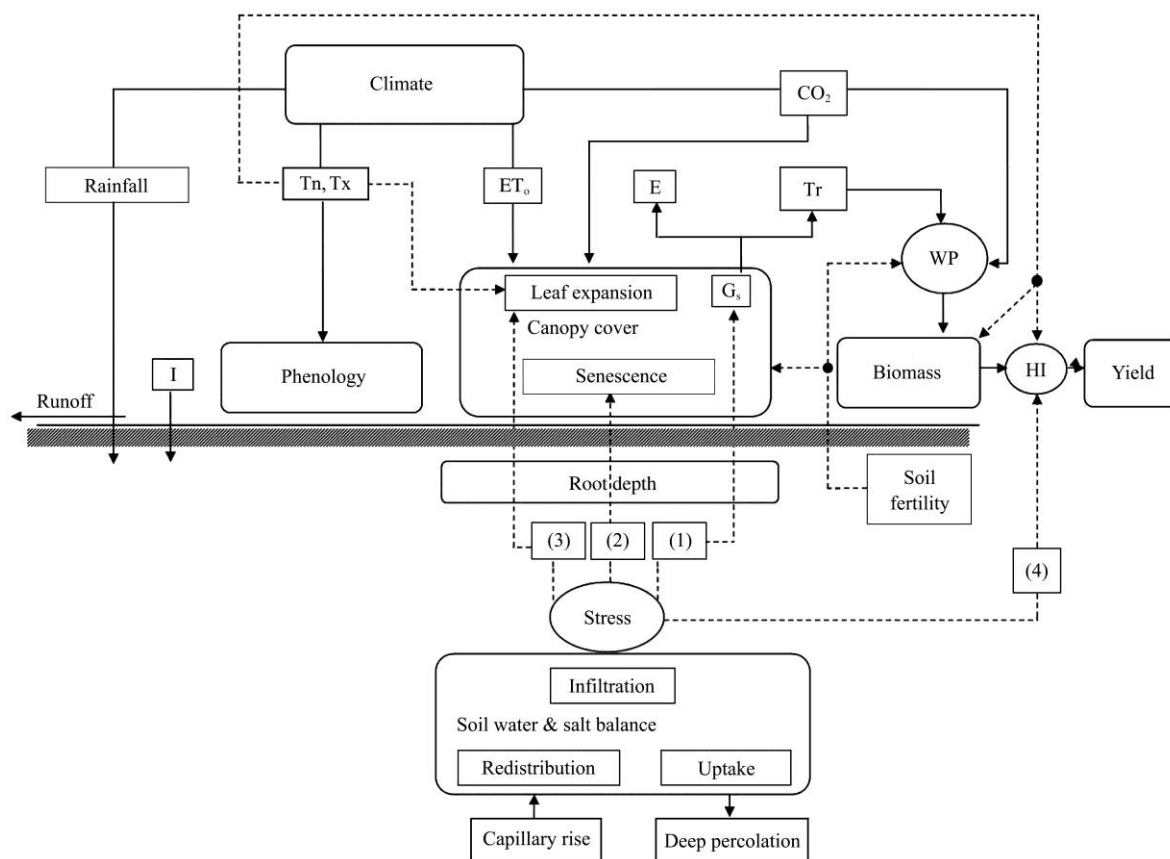 Climate
CO₂
Rainfall
Tn, Tx
ETₒ
E
Tr
WP
Leaf expansion
Gₛ
Canopy cover
I
Phenology
Senescence
Biomass
HI
Yield
Runoff
Root depth
Soil
fertility
(3)
(2)
(1)
(4)
Stress
Infiltration
Soil water & salt balance
Redistribution
Uptake
Capillary rise
Deep percolation